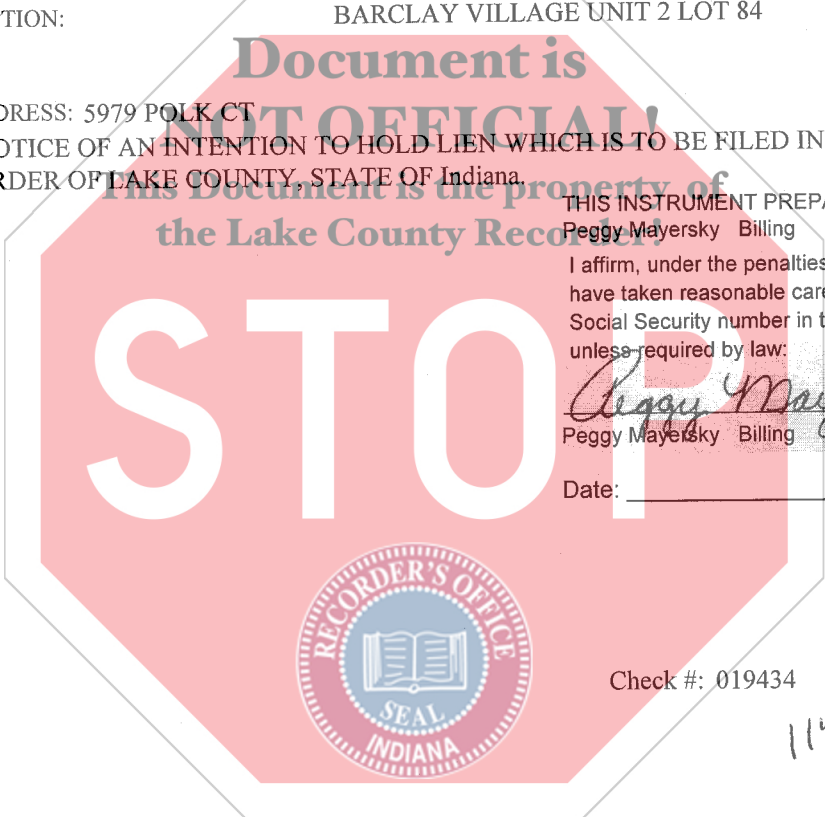 TION: BARCLAY VILLAGE UNIT 2 LOT 84
Document is
DRESS: 5979 POLK CT
NOT OFFICIAL!
OTICE OF AN INTENTION TO HOLD LIEN WHICH IS TO BE FILED IN
RDER OF LAKE COUNTY, STATE OF Indiana.
This Document is the property of
the Lake County Recorder!
THIS INSTRUMENT PREPA
Peggy Mayersky Billing
I affirm, under the penalties
have taken reasonable care
Social Security number in t
unless required by law:
Peggy May
Peggy Mayersky Billing
Date:
STOP
RECORDER'S OFFICE
SEAL
INDIANA
Check #: 019434